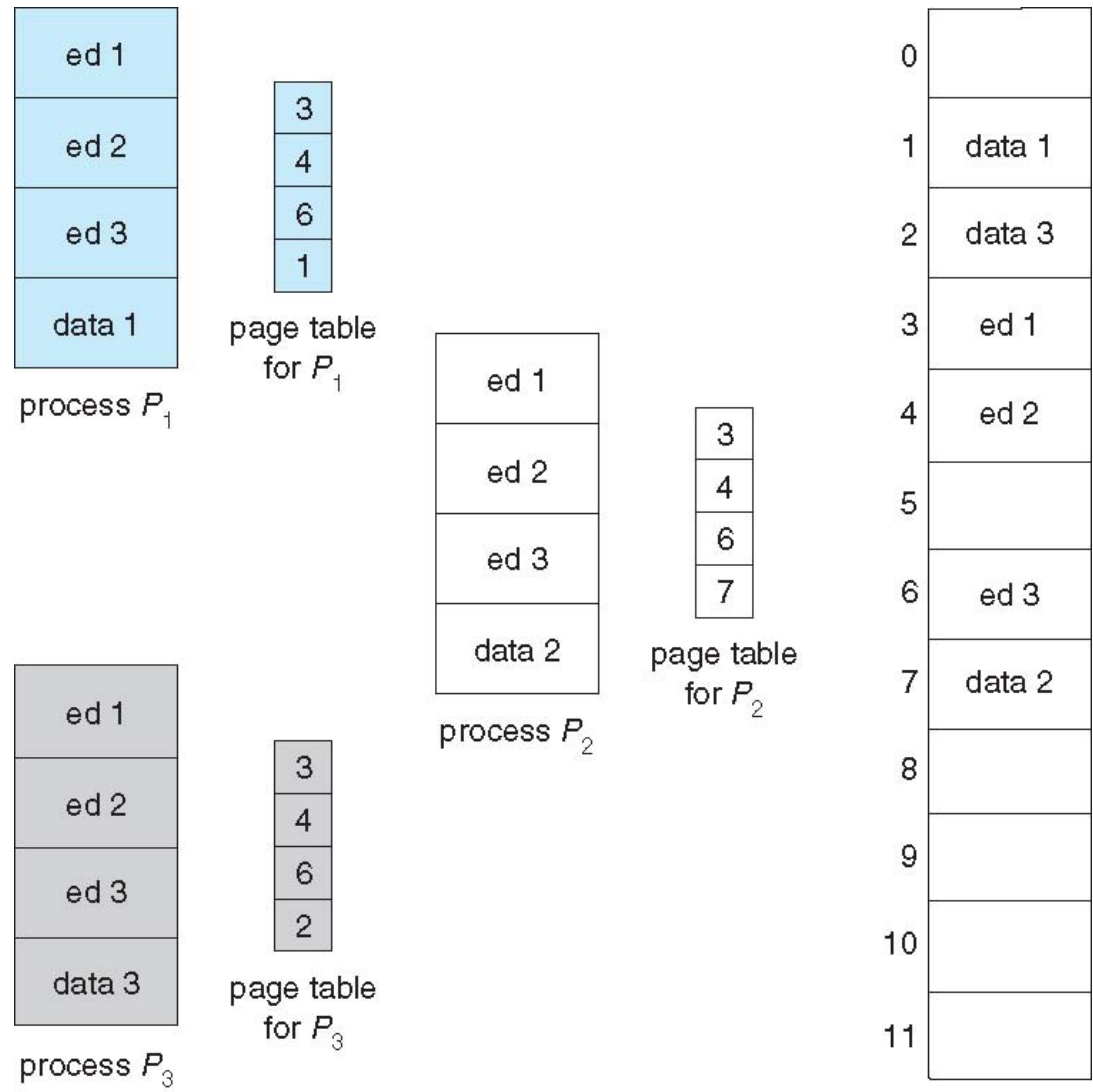 ed 1
ed 2
ed 3
data 1
process P1
3
4
6
1
page table
for P1
ed 1
ed 2
ed 3
data 2
process P2
3
4
6
7
page table
for P2
ed 1
ed 2
ed 3
data 3
process P3
3
4
6
2
page table
for P3
0
1 data 1
2 data 3
3 ed 1
4 ed 2
5
6 ed 3
7 data 2
8
9
10
11